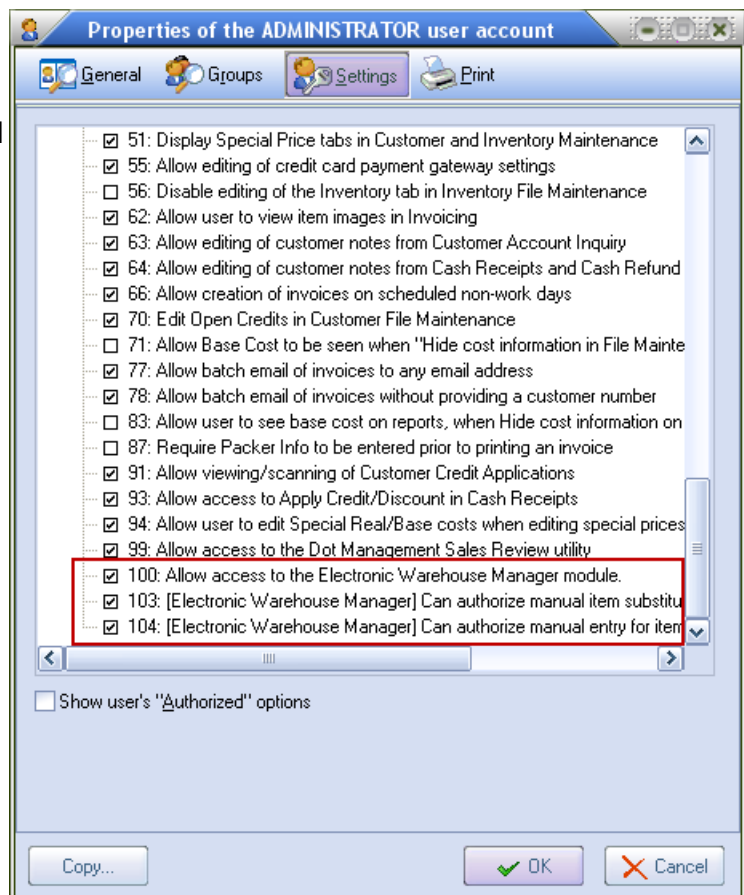 Properties of the ADMINISTRATOR user account
General Groups Settings Print
51: Display Special Price tabs in Customer and Inventory Maintenance
55: Allow editing of credit card payment gateway settings
56: Disable editing of the Inventory tab in Inventory File Maintenance
62: Allow user to view item images in Invoicing
63: Allow editing of customer notes from Customer Account Inquiry
64: Allow editing of customer notes from Cash Receipts and Cash Refund
66: Allow creation of invoices on scheduled non-work days
70: Edit Open Credits in Customer File Maintenance
71: Allow Base Cost to be seen when "Hide cost information in File Mainte
77: Allow batch email of invoices to any email address
78: Allow batch email of invoices without providing a customer number
83: Allow user to see base cost on reports, when Hide cost information on
87: Require Packer Info to be entered prior to printing an invoice
91: Allow viewing/scanning of Customer Credit Applications
93: Allow access to Apply Credit/Discount in Cash Receipts
94: Allow user to edit Special Real/Base costs when editing special prices
99: Allow access to the Dot Management Sales Review utility
100: Allow access to the Electronic Warehouse Manager module.
103: [Electronic Warehouse Manager] Can authorize manual item substitu
104: [Electronic Warehouse Manager] Can authorize manual entry for item
Show user's "Authorized" options
Copy... OK Cancel